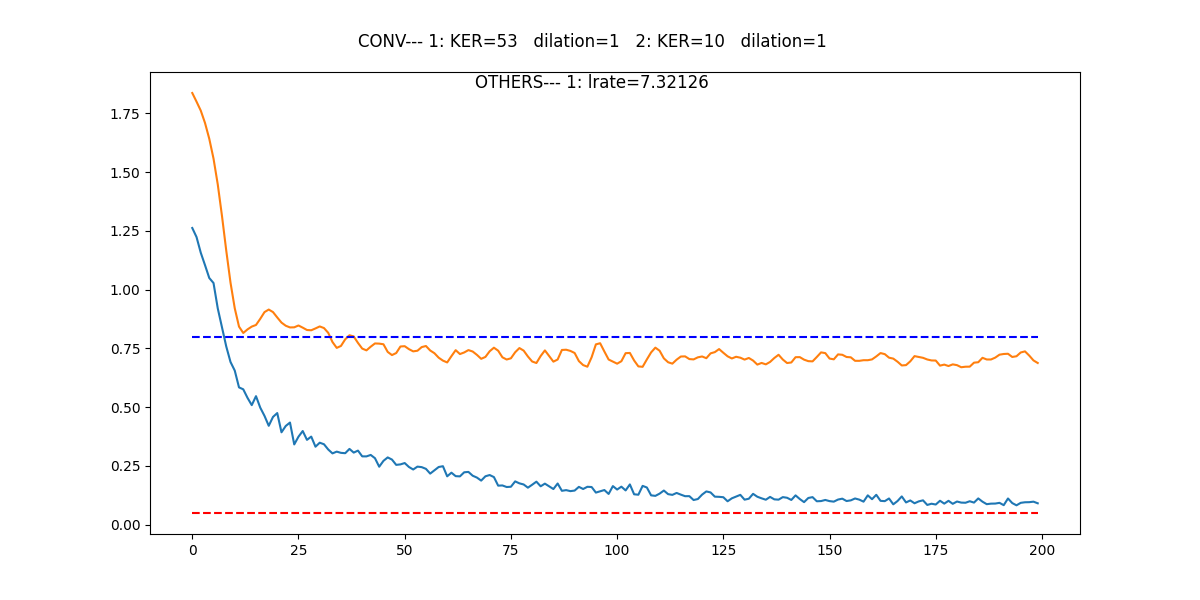 CONV--- 1: KER=53   dilation=1   2: KER=10   dilation=1
OTHERS--- 1: lrate=7.32126
1.75
1.50
1.25
1.00
0.75
0.50
0.25
0.00
0 25 50 75 100 125 150 175 200